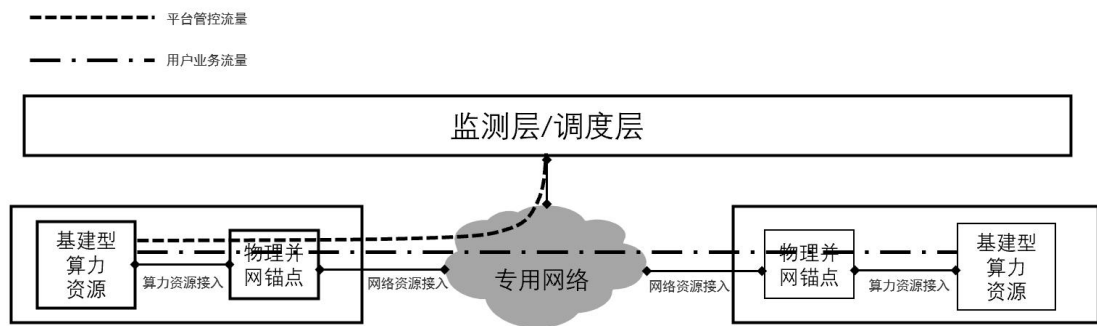 平台管控流量
用户业务流量
监测层/调度层
基建型
算力
资源
算力资源接入
物理并
网锚点
网络资源接入
专用网络
网络资源接入
物理并
网锚点
算力资源接入
基建型
算力
资源